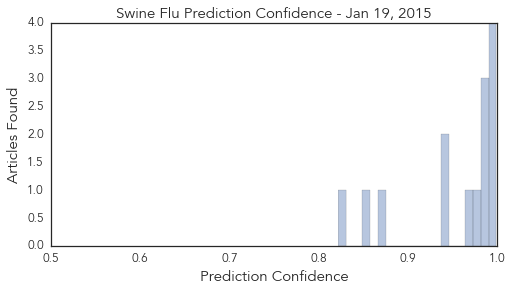 Swine Flu Prediction Confidence - Jan 19, 2015
4.0
3.5
3.0
2.5
2.0
1.5
1.0
0.5
0.0
Articles Found
0.5 0.6 0.7 0.8 0.9 1.0
Prediction Confidence